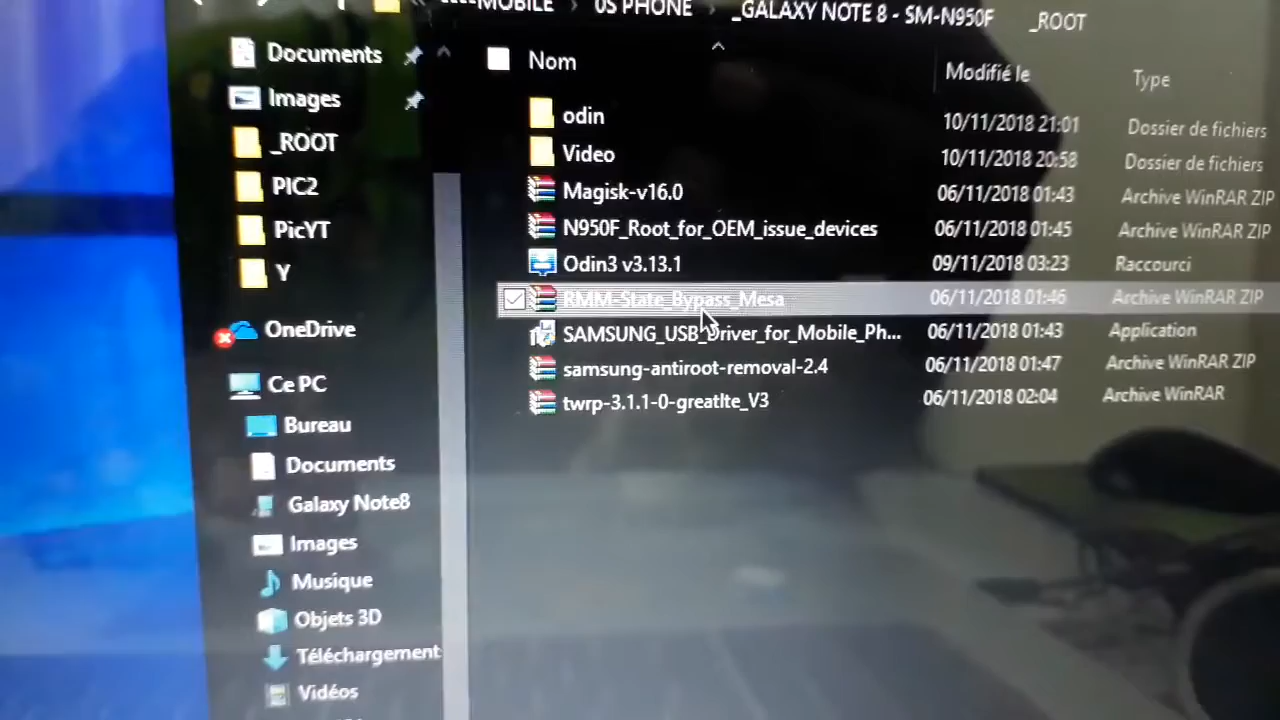 MOBILE > 0S PHONE > _GALAXY NOTE 8 - SM-N950F _ROOT
Documents
Images
_ROOT
PIC2
PicYT
Y
OneDrive
Ce PC
Bureau
Documents
Galaxy Note8
Images
Musique
Objets 3D
Téléchargement
Vidéos
Nom Modifié le Type
odin 10/11/2018 21:01 Dossier de fichiers
Video 10/11/2018 20:58 Dossier de fichiers
Magisk-v16.0 06/11/2018 01:43 Archive WinRAR ZIP
N950F_Root_for_OEM_issue_devices 06/11/2018 01:45 Archive WinRAR ZIP
Odin3 v3.13.1 09/11/2018 03:23 Raccourci
RMM-State_Bypass_Mesa 06/11/2018 01:46 Archive WinRAR ZIP
SAMSUNG_USB_Driver_for_Mobile_Ph... 06/11/2018 01:43 Application
samsung-antiroot-removal-2.4 06/11/2018 01:47 Archive WinRAR ZIP
twrp-3.1.1-0-greatlte_V3 06/11/2018 02:04 Archive WinRAR